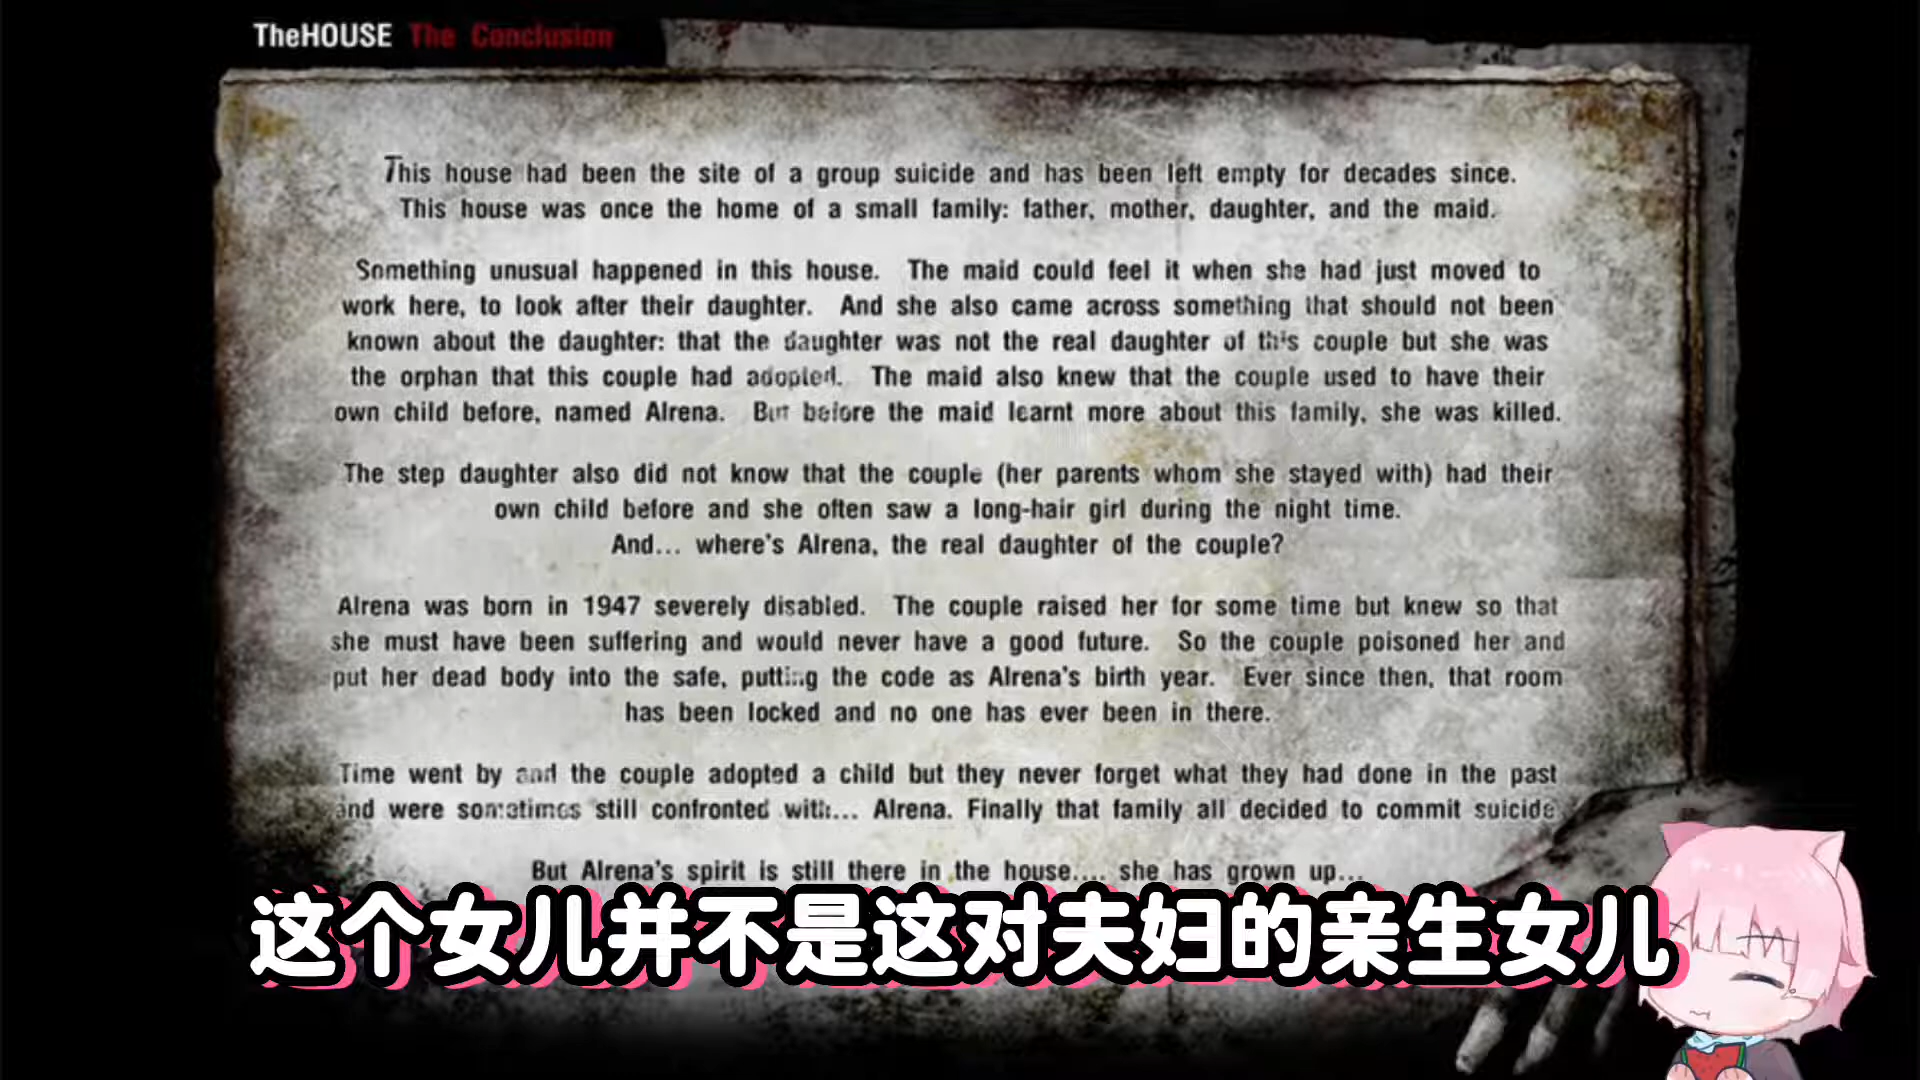 TheHOUSE The Conclusion
This house had been the site of a group suicide and has been left empty for decades since.
This house was once the home of a small family: father, mother, daughter, and the maid.
Something unusual happened in this house. The maid could feel it when she had just moved to
work here, to look after their daughter. And she also came across something that should not been
known about the daughter: that the daughter was not the real daughter of this couple but she was
the orphan that this couple had adopted. The maid also knew that the couple used to have their
own child before, named Alrena. But before the maid learnt more about this family, she was killed.
The step daughter also did not know that the couple (her parents whom she stayed with) had their
own child before and she often saw a long-hair girl during the night time.
And... where's Alrena, the real daughter of the couple?
Alrena was born in 1947 severely disabled. The couple raised her for some time but knew so that
she must have been suffering and would never have a good future. So the couple poisoned her and
put her dead body into the safe, putting the code as Alrena's birth year. Ever since then, that room
has been locked and no one has ever been in there.
Time went by and the couple adopted a child but they never forget what they had done in the past
and were sometimes still confronted with... Alrena. Finally that family all decided to commit suicide
But Alrena's spirit is still there in the house.... she has grown up...
这个女儿并不是这对夫妇的亲生女儿